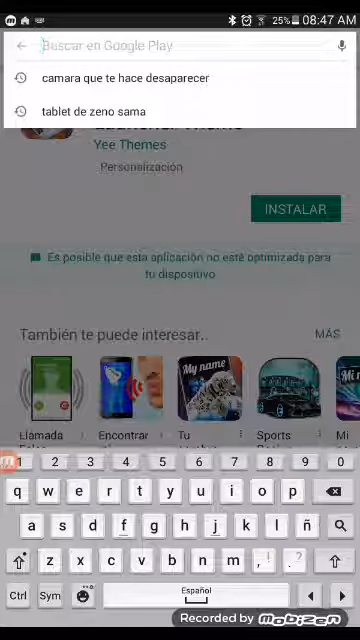 25% 08:47 AM
Buscar en Google Play
camara que te hace desaparecer
tablet de zeno sama
Yee Themes
Personalización
INSTALAR
Es posible que esta aplicación no esté optimizada para
tu dispositivo
También te puede interesar..
MÁS
My name
Llamada
Encontrar
Tu
Sports
Mi
1 2 3 4 5 6 7 8 9 0
q w e r t y u i o p
a s d f g h j k l ñ
z x c v b n m , ! . ?
Ctrl Sym Español
Recorded by mobizen